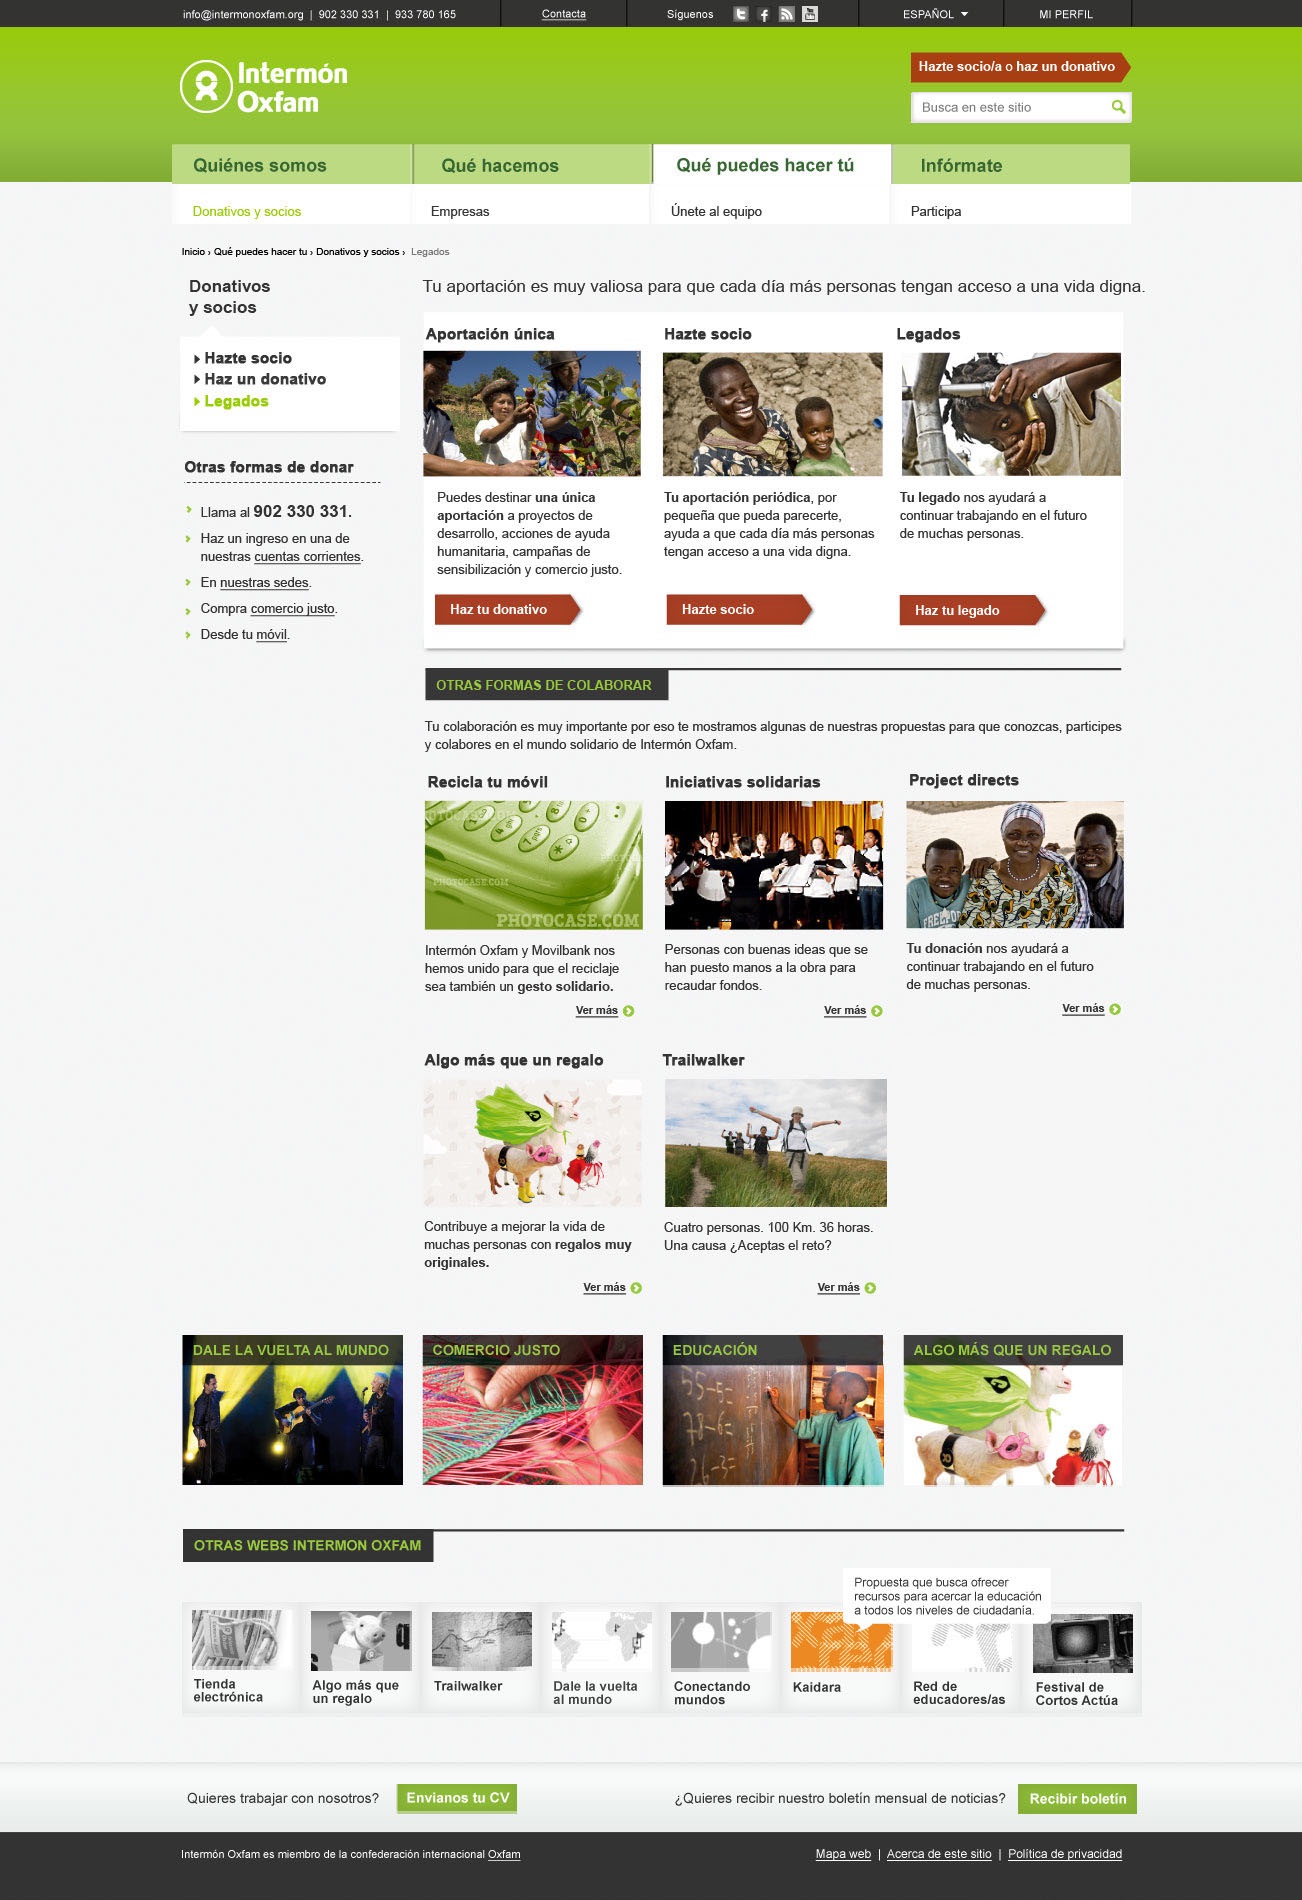 info@intermonoxfam.org | 902 330 331 | 933 780 165
Contacta
Síguenos
ESPAÑOL
MI PERFIL
Intermón
Oxfam
Hazte socio/a o haz un donativo
Busca en este sitio
Quiénes somos
Qué hacemos
Qué puedes hacer tú
Infórmate
Donativos y socios
Empresas
Únete al equipo
Participa
Inicio › Qué puedes hacer tu › Donativos y socios › Legados
Donativos
y socios
Hazte socio
Haz un donativo
Legados
Otras formas de donar
Llama al 902 330 331.
Haz un ingreso en una de
nuestras cuentas corrientes.
En nuestras sedes.
Compra comercio justo.
Desde tu móvil.
Tu aportación es muy valiosa para que cada día más personas tengan acceso a una vida digna.
Aportación única
Puedes destinar una única
aportación a proyectos de
desarrollo, acciones de ayuda
humanitaria, campañas de
sensibilización y comercio justo.
Haz tu donativo
Hazte socio
Tu aportación periódica, por
pequeña que pueda parecerte,
ayuda a que cada día más personas
tengan acceso a una vida digna.
Hazte socio
Legados
Tu legado nos ayudará a
continuar trabajando en el futuro
de muchas personas.
Haz tu legado
OTRAS FORMAS DE COLABORAR
Tu colaboración es muy importante por eso te mostramos algunas de nuestras propuestas para que conozcas, participes
y colabores en el mundo solidario de Intermón Oxfam.
Recicla tu móvil
PHOTOCASE.COM
PHOTOCASE.COM
Intermón Oxfam y Movilbank nos
hemos unido para que el reciclaje
sea también un gesto solidario.
Ver más
Iniciativas solidarias
Personas con buenas ideas que se
han puesto manos a la obra para
recaudar fondos.
Ver más
Project directs
Tu donación nos ayudará a
continuar trabajando en el futuro
de muchas personas.
Ver más
Algo más que un regalo
Contribuye a mejorar la vida de
muchas personas con regalos muy
originales.
Ver más
Trailwalker
Cuatro personas. 100 Km. 36 horas.
Una causa ¿Aceptas el reto?
Ver más
DALE LA VUELTA AL MUNDO
COMERCIO JUSTO
EDUCACIÓN
55-5=
78-6=
26-3=
ALGO MÁS QUE UN REGALO
OTRAS WEBS INTERMON OXFAM
Propuesta que busca ofrecer
recursos para acercar la educación
a todos los niveles de ciudadanía.
Tienda
electrónica
Algo más que
un regalo
Trailwalker
Dale la vuelta
al mundo
Conectando
mundos
Kaidara
Red de
educadores/as
Festival de
Cortos Actúa
Quieres trabajar con nosotros?
Envianos tu CV
¿Quieres recibir nuestro boletín mensual de noticias?
Recibir boletín
Intermón Oxfam es miembro de la confederación internacional Oxfam
Mapa web | Acerca de este sitio | Política de privacidad